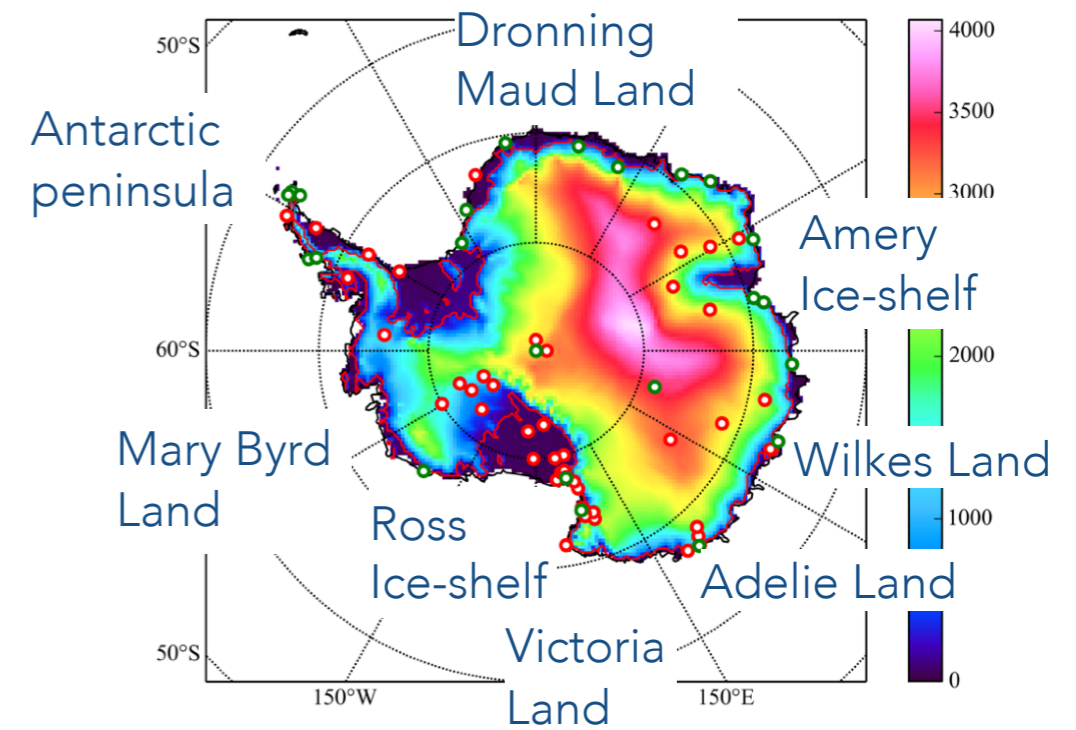 Dronning
Maud Land
50°S
4000
Antarctic
peninsula
3500
3000
Amery
Ice-shelf
60°S
2000
Mary Byrd
Land
Wilkes Land
Ross
Ice-shelf
1000
Adelie Land
Victoria
Land
50°S
0
150°W
150°E